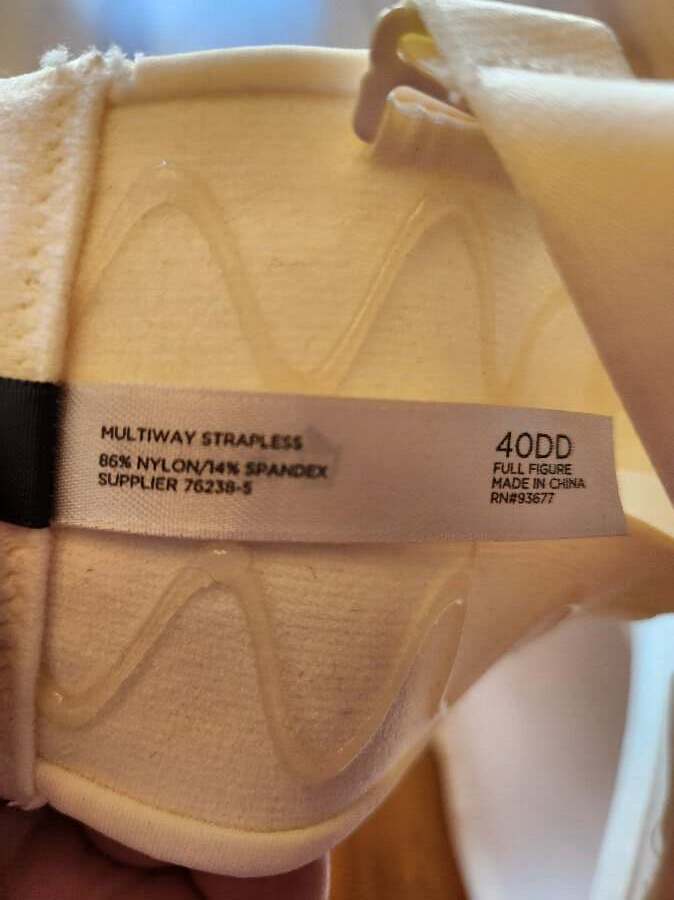 MULTIWAY STRAPLESS
86% NYLON/14% SPANDEX
SUPPLIER 76238-5
40DD
FULL FIGURE
MADE IN CHINA
RN#93677